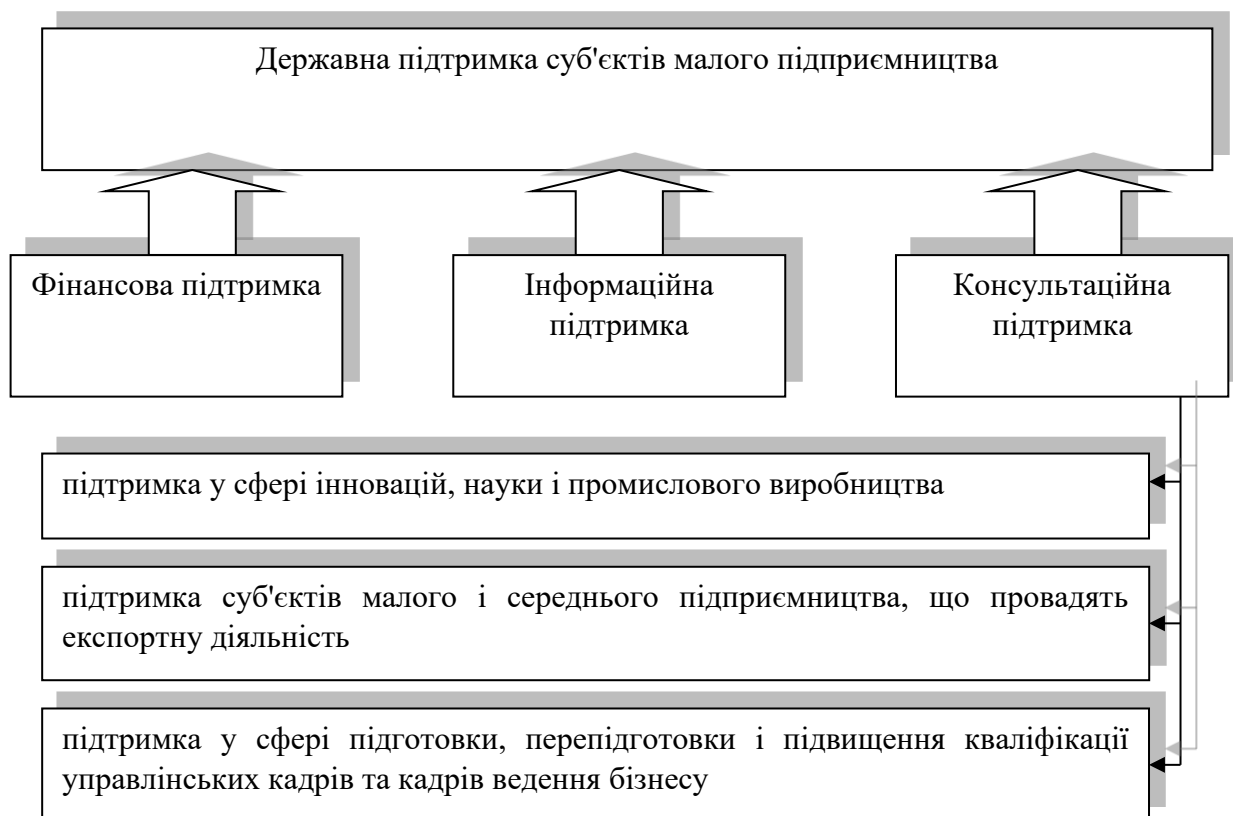 Державна підтримка суб'єктів малого підприємництва
Фінансова підтримка
Інформаційна
підтримка
Консультаційна
підтримка
підтримка у сфері інновацій, науки і промислового виробництва
підтримка суб'єктів малого і середнього підприємництва, що провадять
експортну діяльність
підтримка у сфері підготовки, перепідготовки і підвищення кваліфікації
управлінських кадрів та кадрів ведення бізнесу